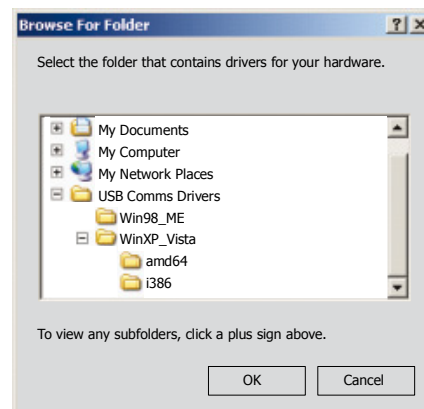 Browse For Folder
Select the folder that contains drivers for your hardware.
My Documents
My Computer
My Network Places
USB Comms Drivers
Win98_ME
WinXP_Vista
amd64
i386
To view any subfolders, click a plus sign above.
OK
Cancel